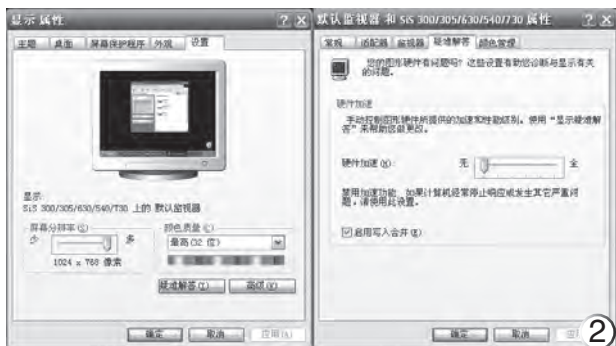 显示 属性
主题 桌面 屏幕保护程序 外观 设置
显示:
SiS 300/305/630/540/730 上的 默认监视器
屏幕分辨率(S)
少 多
1024 x 768 像素
颜色质量(C)
最高(32 位)
疑难解答(T) 高级(V)
确定 取消 应用(A)
默认监视器 和 SiS 300/305/630/540/730 属性
常规 适配器 监视器 疑难解答 颜色管理
您的图形硬件有问题吗? 这些设置有助您诊断与显示有关
的问题。
硬件加速
手动控制图形硬件所提供的加速和性能级别。使用“显示疑难解
答”来帮助您做更改。
硬件加速(H): 无 全
禁用加速功能。如果计算机经常停止响应或发生其它严重问
题,请使用此设置。
启用写入合并(E)
确定 取消
②